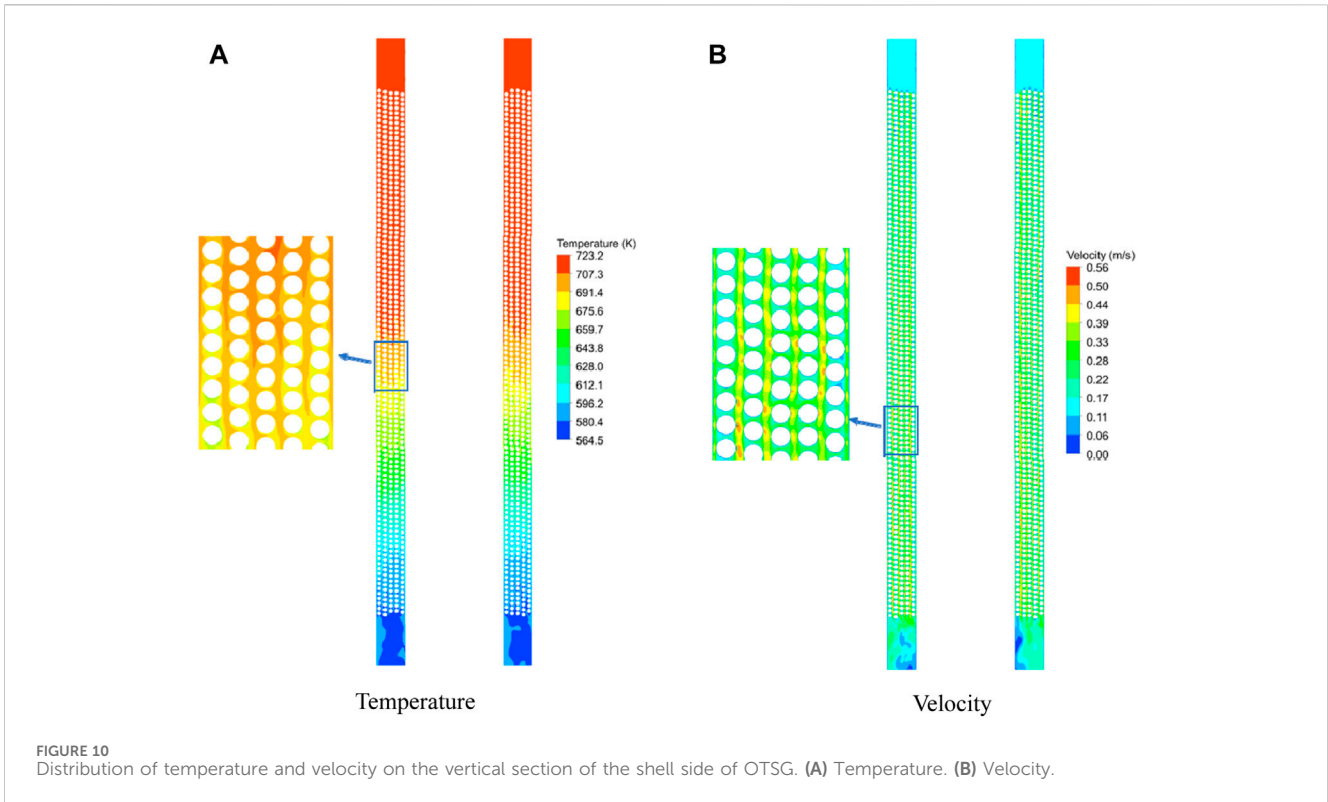 A
B
Temperature (K)
723.2
707.3
691.4
675.6
659.7
643.8
628.0
612.1
596.2
580.4
564.5
Velocity (m/s)
0.56
0.50
0.44
0.39
0.33
0.28
0.22
0.17
0.11
0.06
0.00
Temperature
Velocity
FIGURE 10
Distribution of temperature and velocity on the vertical section of the shell side of OTSG. (A) Temperature. (B) Velocity.